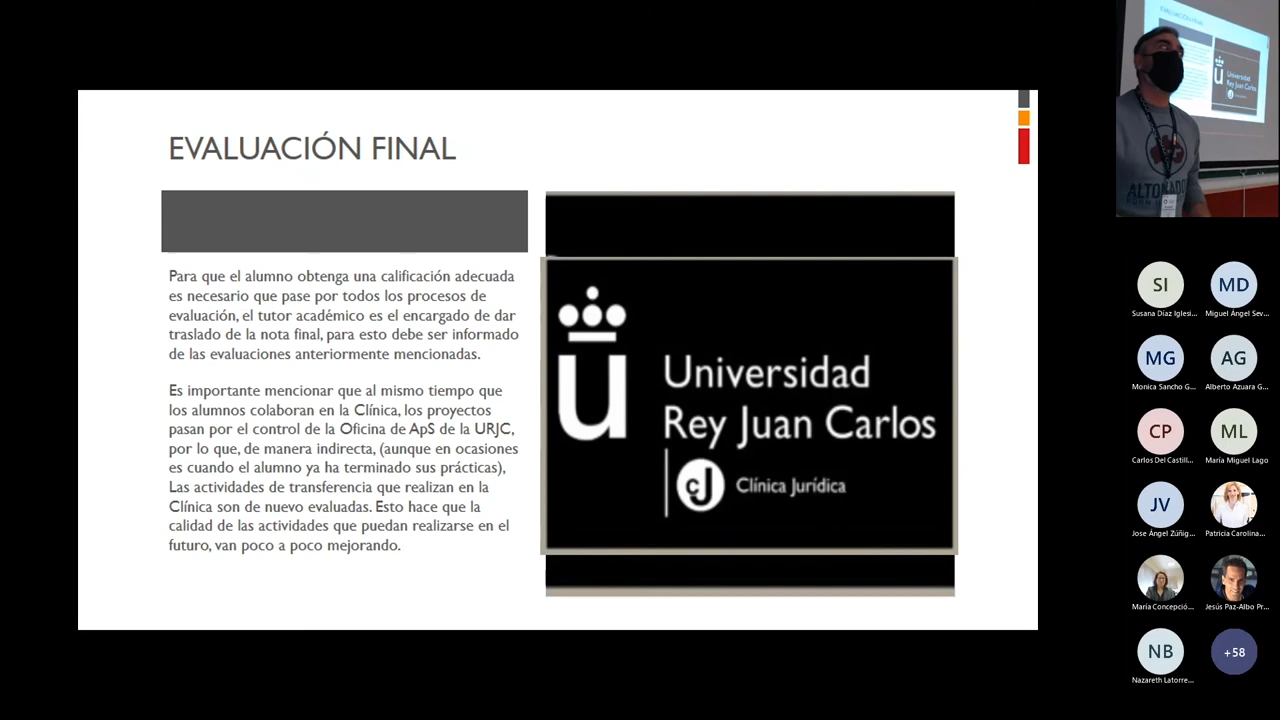 EVALUACIÓN FINAL
Para que el alumno obtenga una calificación adecuada
es necesario que pase por todos los procesos de
evaluación, el tutor académico es el encargado de dar
traslado de la nota final, para esto debe ser informado
de las evaluaciones anteriormente mencionadas.
Es importante mencionar que al mismo tiempo que
los alumnos colaboran en la Clínica, los proyectos
pasan por el control de la Oficina de ApS de la URJC,
por lo que, de manera indirecta, (aunque en ocasiones
es cuando el alumno ya ha terminado sus prácticas),
Las actividades de transferencia que realizan en la
Clínica son de nuevo evaluadas. Esto hace que la
calidad de las actividades que puedan realizarse en el
futuro, van poco a poco mejorando.
u
Universidad
Rey Juan Carlos
cJ
Clínica Jurídica
EVALUACIÓN FINAL
u
Universidad
Rey Juan Carlos
SI
MD
Susana Díaz Iglesi...
Miguel Ángel Sev...
MG
AG
Monica Sancho G...
Alberto Azuara G...
CP
ML
Carlos Del Castill...
María Miguel Lago
JV
Jose Ángel Zúñig...
Patricia Carolina...
María Concepció...
Jesús Paz-Albo Pr...
NB
+58
Nazareth Latorre...